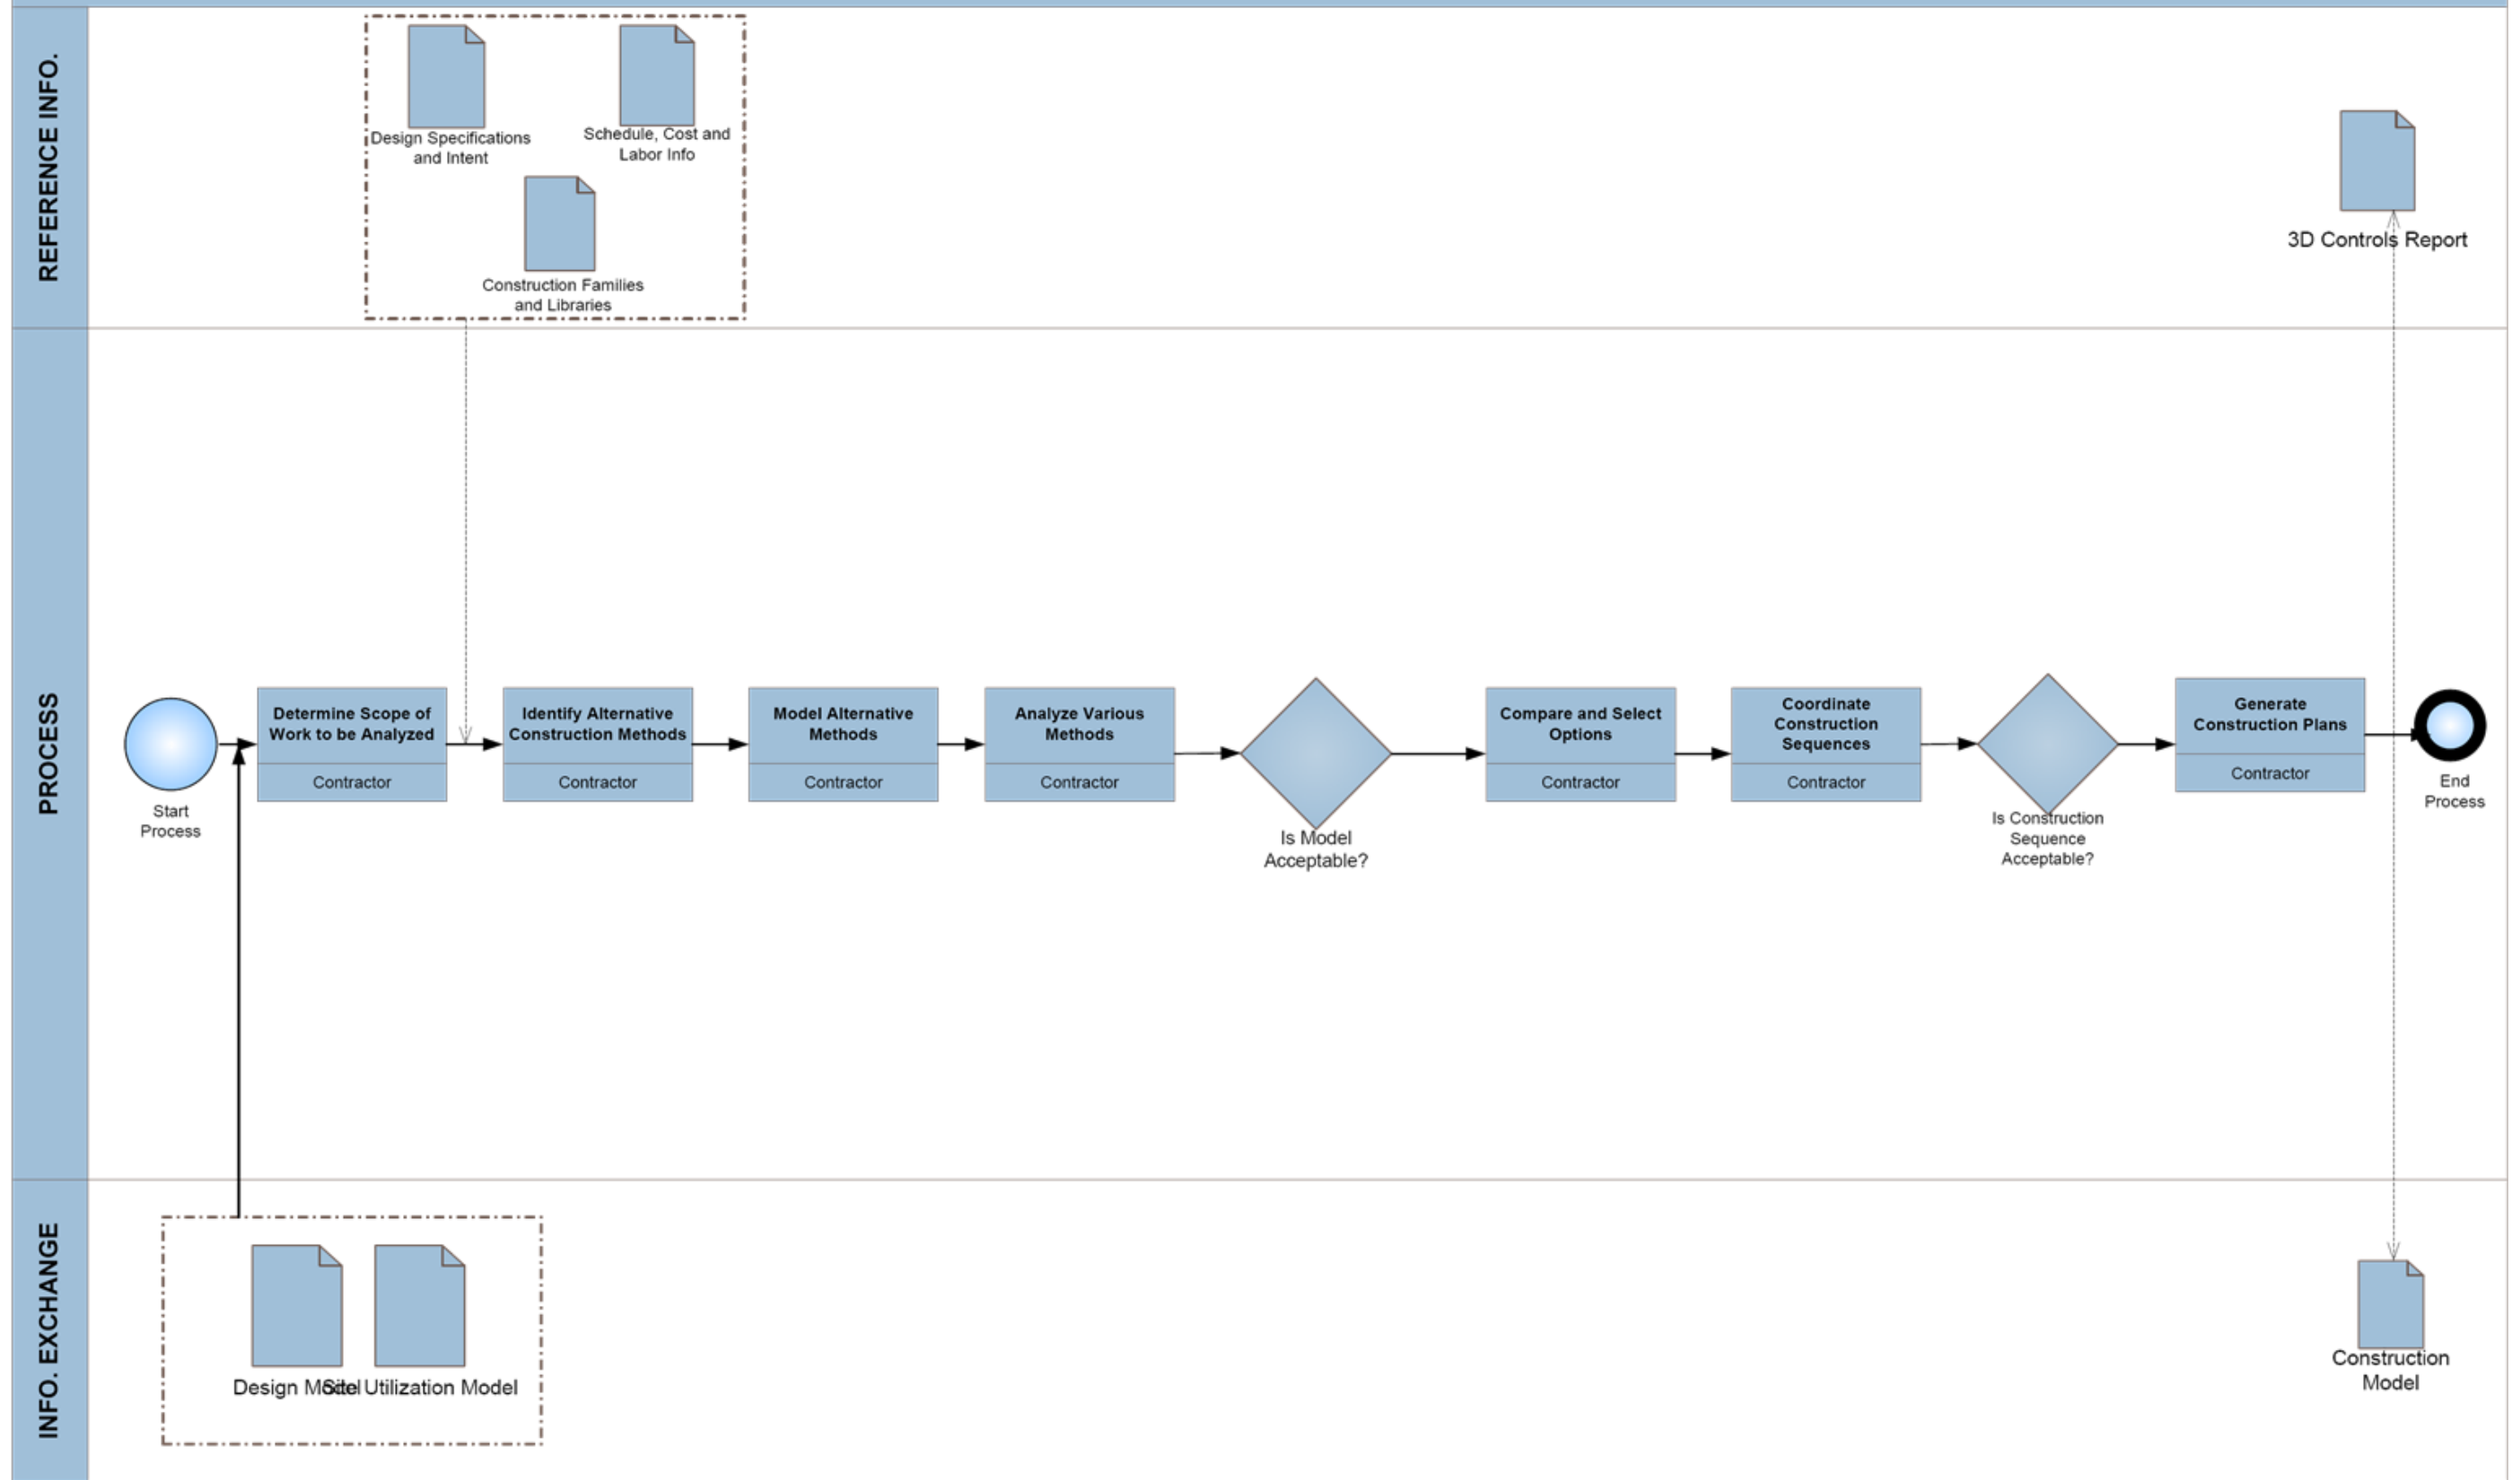 REFERENCE INFO.
Design Specifications
and Intent
Schedule, Cost and
Labor Info
Construction Families
and Libraries
3D Controls Report
PROCESS
Start
Process
Determine Scope of
Work to be Analyzed
Contractor
Identify Alternative
Construction Methods
Contractor
Model Alternative
Methods
Contractor
Analyze Various
Methods
Contractor
Is Model
Acceptable?
Compare and Select
Options
Contractor
Coordinate
Construction
Sequences
Contractor
Is Construction
Sequence
Acceptable?
Generate
Construction Plans
Contractor
End
Process
INFO. EXCHANGE
Design Model
Site Utilization Model
Construction
Model